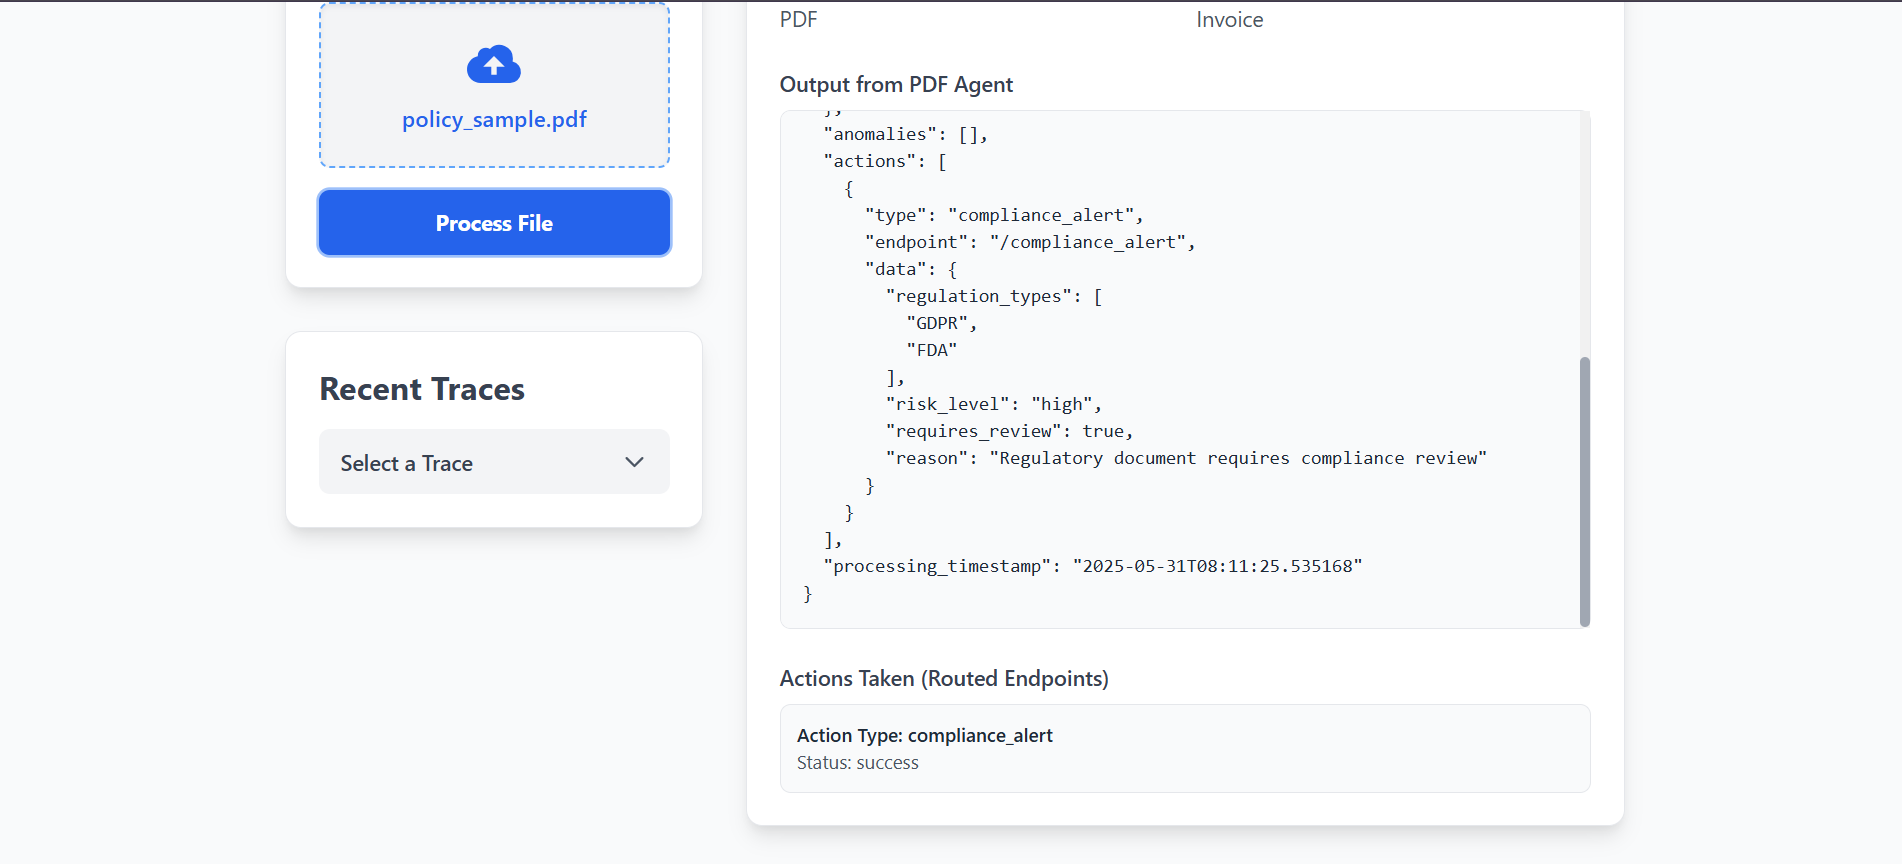 policy_sample.pdf
Process File
Recent Traces
Select a Trace
PDF
Invoice
Output from PDF Agent
},
  "anomalies": [],
  "actions": [
    {
      "type": "compliance_alert",
      "endpoint": "/compliance_alert",
      "data": {
        "regulation_types": [
          "GDPR",
          "FDA"
        ],
        "risk_level": "high",
        "requires_review": true,
        "reason": "Regulatory document requires compliance review"
      }
    }
  ],
  "processing_timestamp": "2025-05-31T08:11:25.535168"
}
Actions Taken (Routed Endpoints)
Action Type: compliance_alert
Status: success